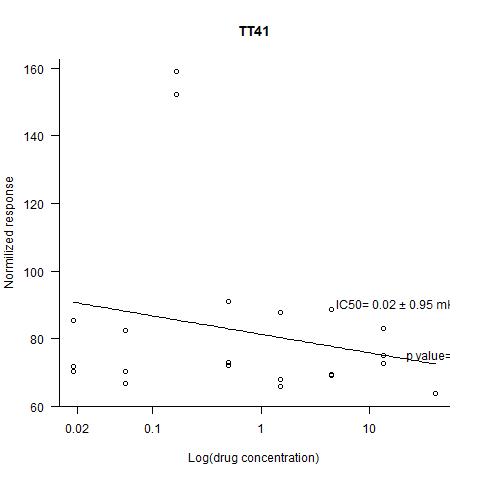 TT41
160
140
120
100
80
60
Normilized response
IC50= 0.02 ± 0.95 mM
p value=
0.02 0.1 1 10
Log(drug concentration)